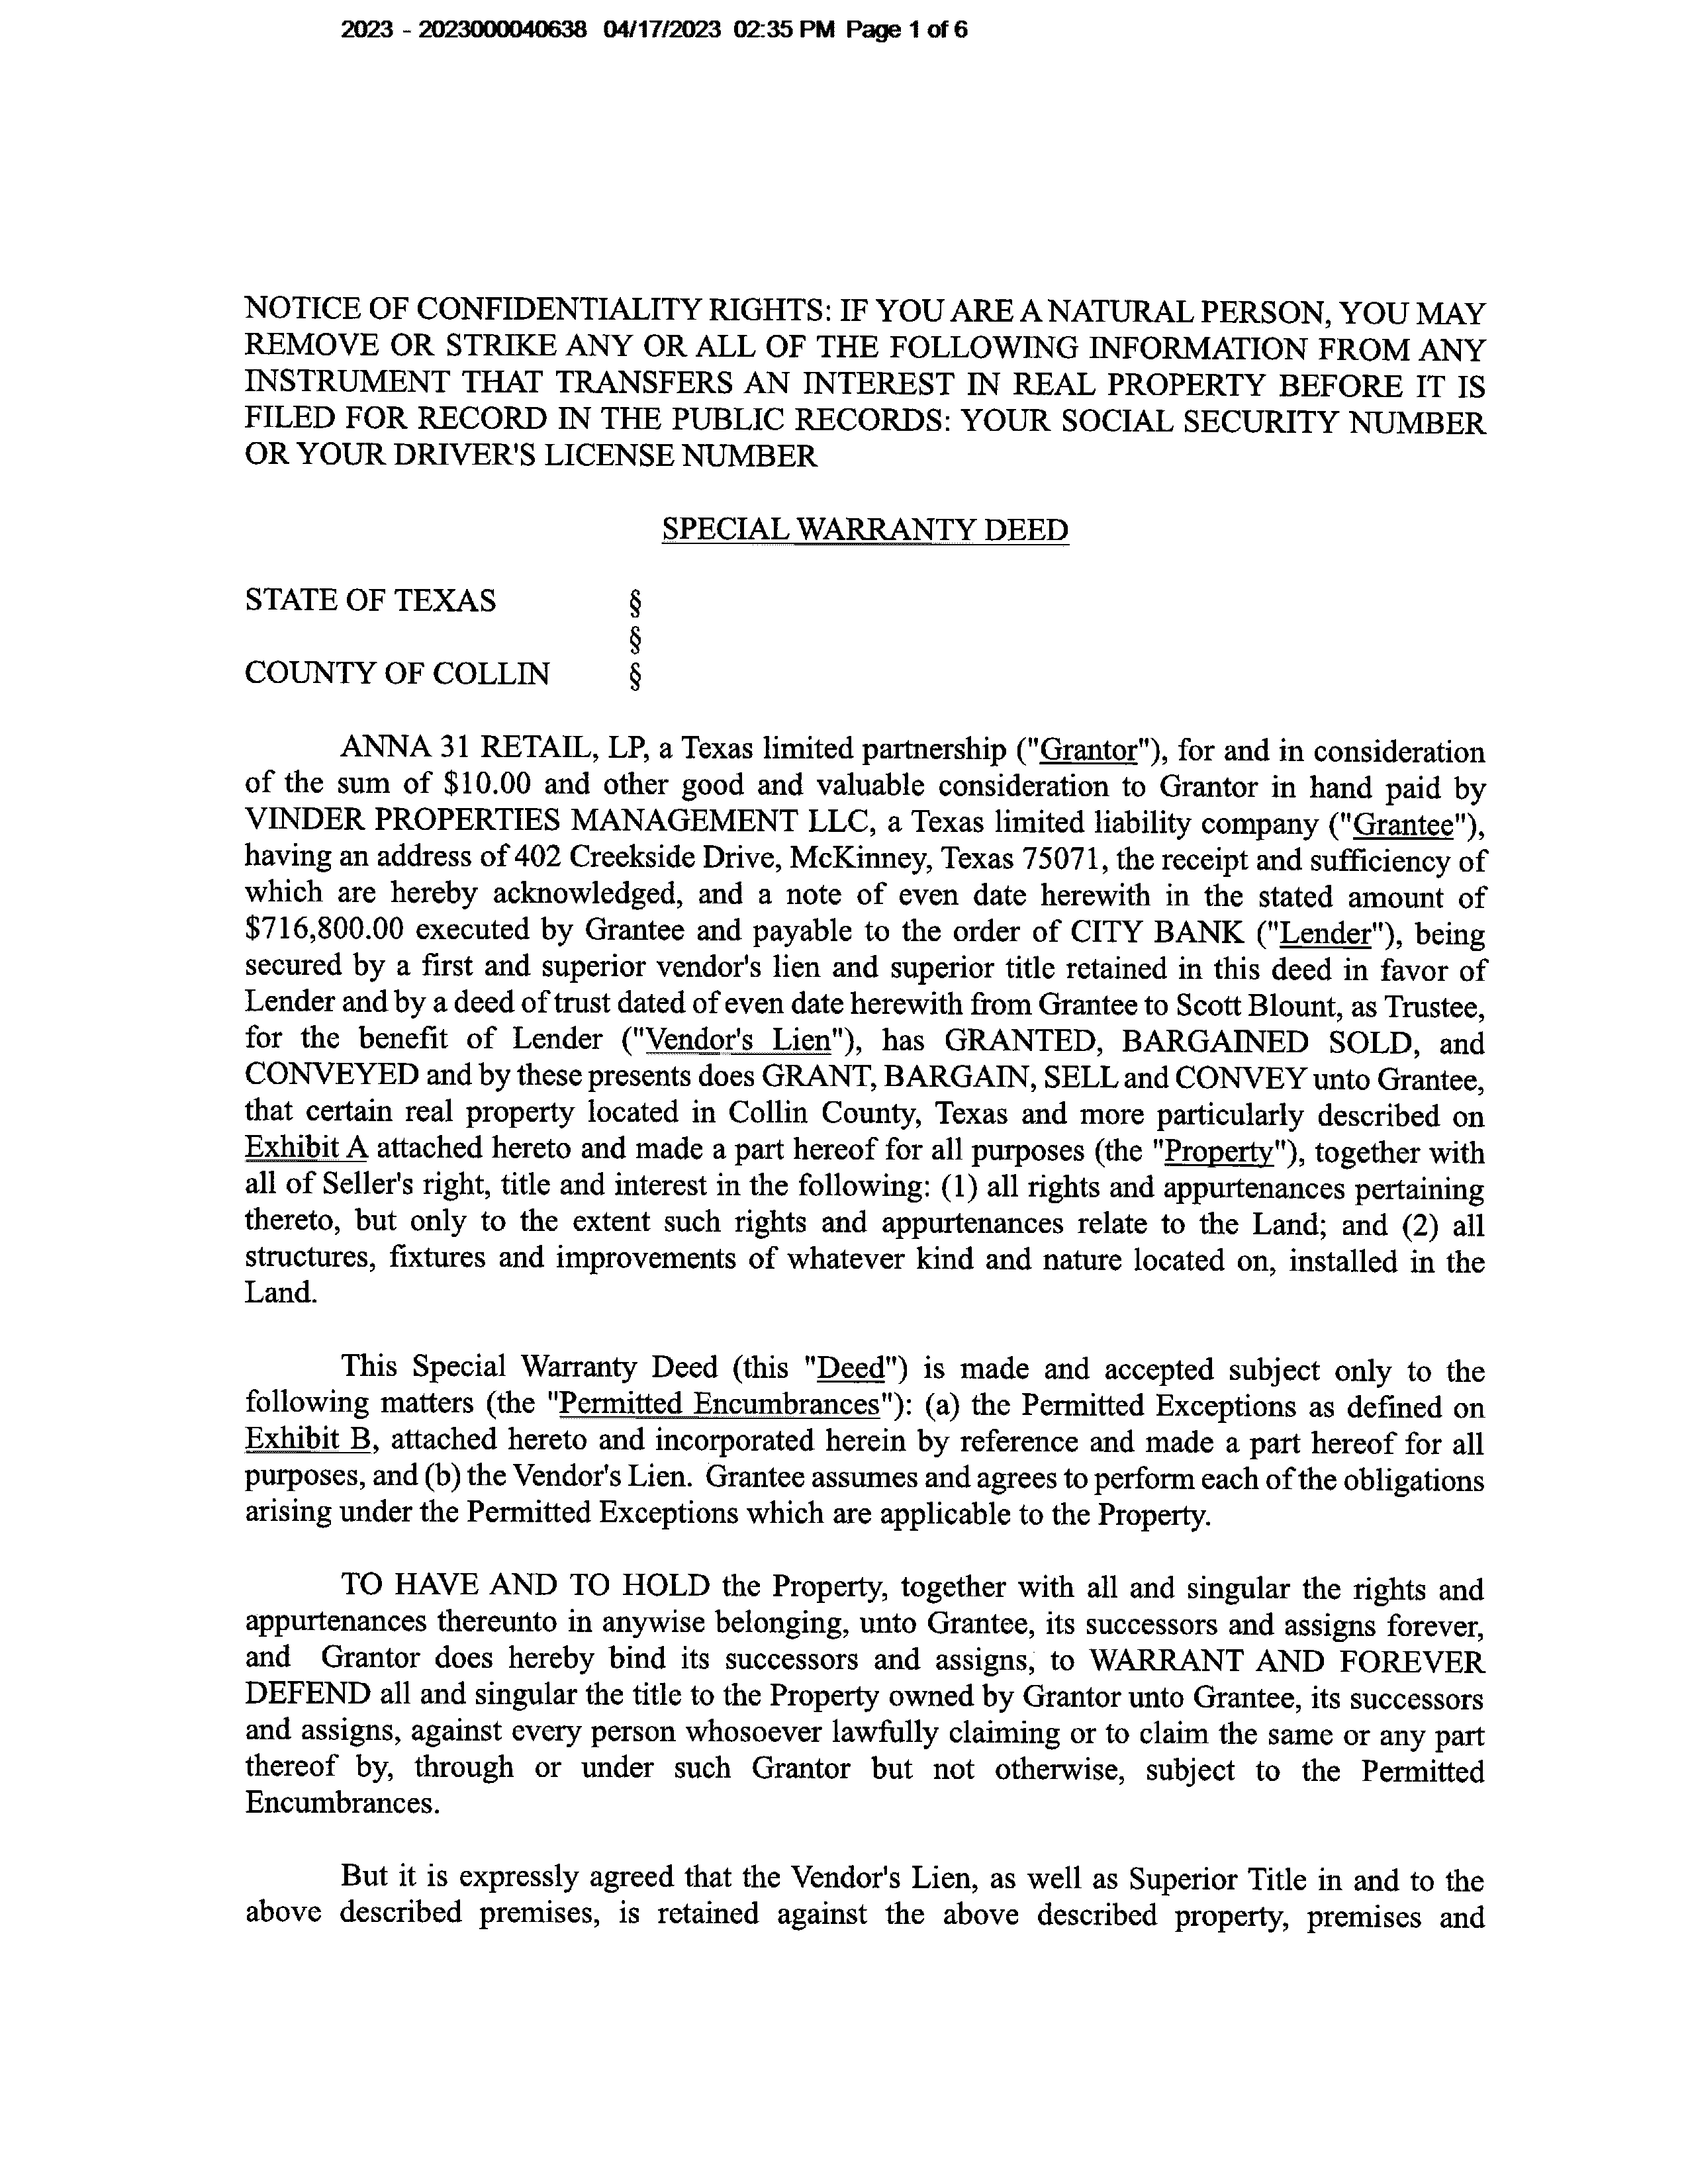 2023 - 2023000040638 04/17/2023 02:35 PM Page 1 of 6
NOTICE OF CONFIDENTIALITY RIGHTS: IF YOU ARE A NATURAL PERSON, YOU MAY
REMOVE OR STRIKE ANY OR ALL OF THE FOLLOWING INFORMATION FROM ANY
INSTRUMENT THAT TRANSFERS AN INTEREST IN REAL PROPERTY BEFORE IT IS
FILED FOR RECORD IN THE PUBLIC RECORDS: YOUR SOCIAL SECURITY NUMBER
OR YOUR DRIVER'S LICENSE NUMBER
SPECIAL WARRANTY DEED
STATE OF TEXAS §
§
COUNTY OF COLLIN §
ANNA 31 RETAIL, LP, a Texas limited partnership ("Grantor"), for and in consideration
of the sum of $10.00 and other good and valuable consideration to Grantor in hand paid by
VINDER PROPERTIES MANAGEMENT LLC, a Texas limited liability company ("Grantee"),
having an address of 402 Creekside Drive, McKinney, Texas 75071, the receipt and sufficiency of
which are hereby acknowledged, and a note of even date herewith in the stated amount of
$716,800.00 executed by Grantee and payable to the order of CITY BANK ("Lender"), being
secured by a first and superior vendor's lien and superior title retained in this deed in favor of
Lender and by a deed of trust dated of even date herewith from Grantee to Scott Blount, as Trustee,
for the benefit of Lender ("Vendor's Lien"), has GRANTED, BARGAINED SOLD, and
CONVEYED and by these presents does GRANT, BARGAIN, SELL and CONVEY unto Grantee,
that certain real property located in Collin County, Texas and more particularly described on
Exhibit A attached hereto and made a part hereof for all purposes (the "Property"), together with
all of Seller's right, title and interest in the following: (1) all rights and appurtenances pertaining
thereto, but only to the extent such rights and appurtenances relate to the Land; and (2) all
structures, fixtures and improvements of whatever kind and nature located on, installed in the
Land.
This Special Warranty Deed (this "Deed") is made and accepted subject only to the
following matters (the "Permitted Encumbrances"): (a) the Permitted Exceptions as defined on
Exhibit B, attached hereto and incorporated herein by reference and made a part hereof for all
purposes, and (b) the Vendor's Lien. Grantee assumes and agrees to perform each of the obligations
arising under the Permitted Exceptions which are applicable to the Property.
TO HAVE AND TO HOLD the Property, together with all and singular the rights and
appurtenances thereunto in anywise belonging, unto Grantee, its successors and assigns forever,
and Grantor does hereby bind its successors and assigns, to WARRANT AND FOREVER
DEFEND all and singular the title to the Property owned by Grantor unto Grantee, its successors
and assigns, against every person whosoever lawfully claiming or to claim the same or any part
thereof by, through or under such Grantor but not otherwise, subject to the Permitted
Encumbrances.
But it is expressly agreed that the Vendor's Lien, as well as Superior Title in and to the
above described premises, is retained against the above described property, premises and